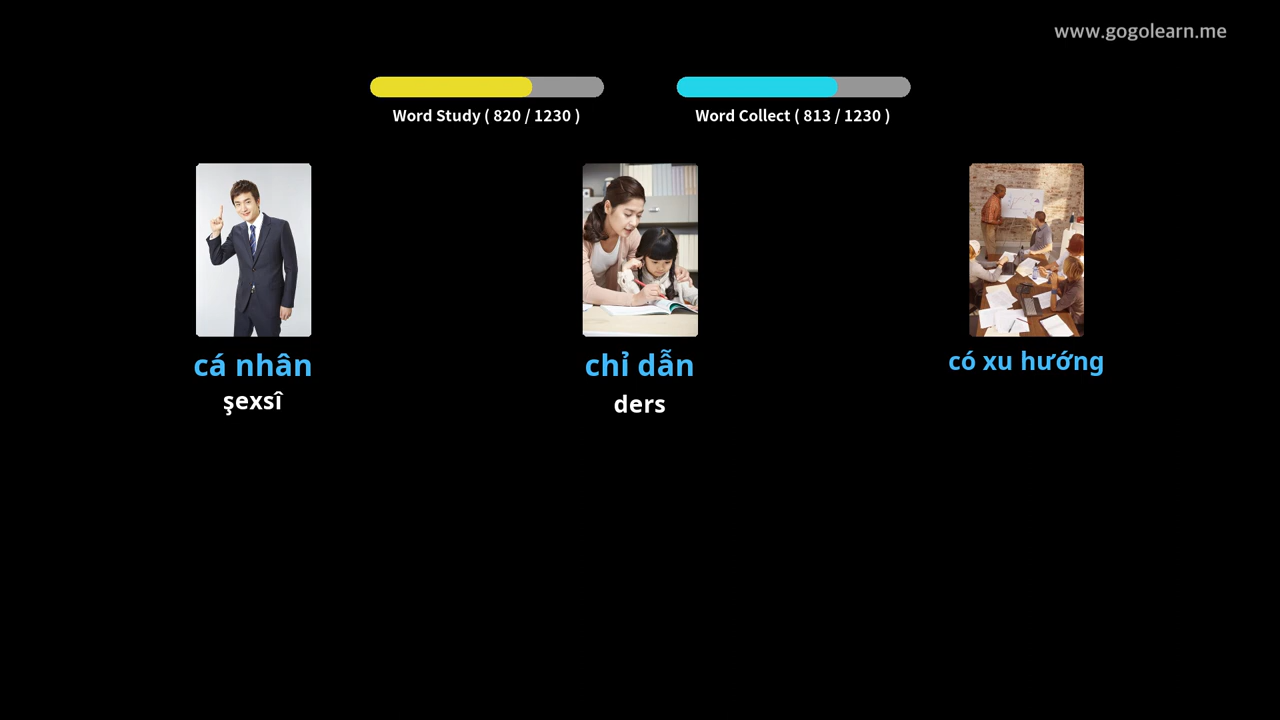 www.gogolearn.me
Word Study ( 820 / 1230 )
Word Collect ( 813 / 1230 )
cá nhân
şexsî
chỉ dẫn
ders
có xu hướng